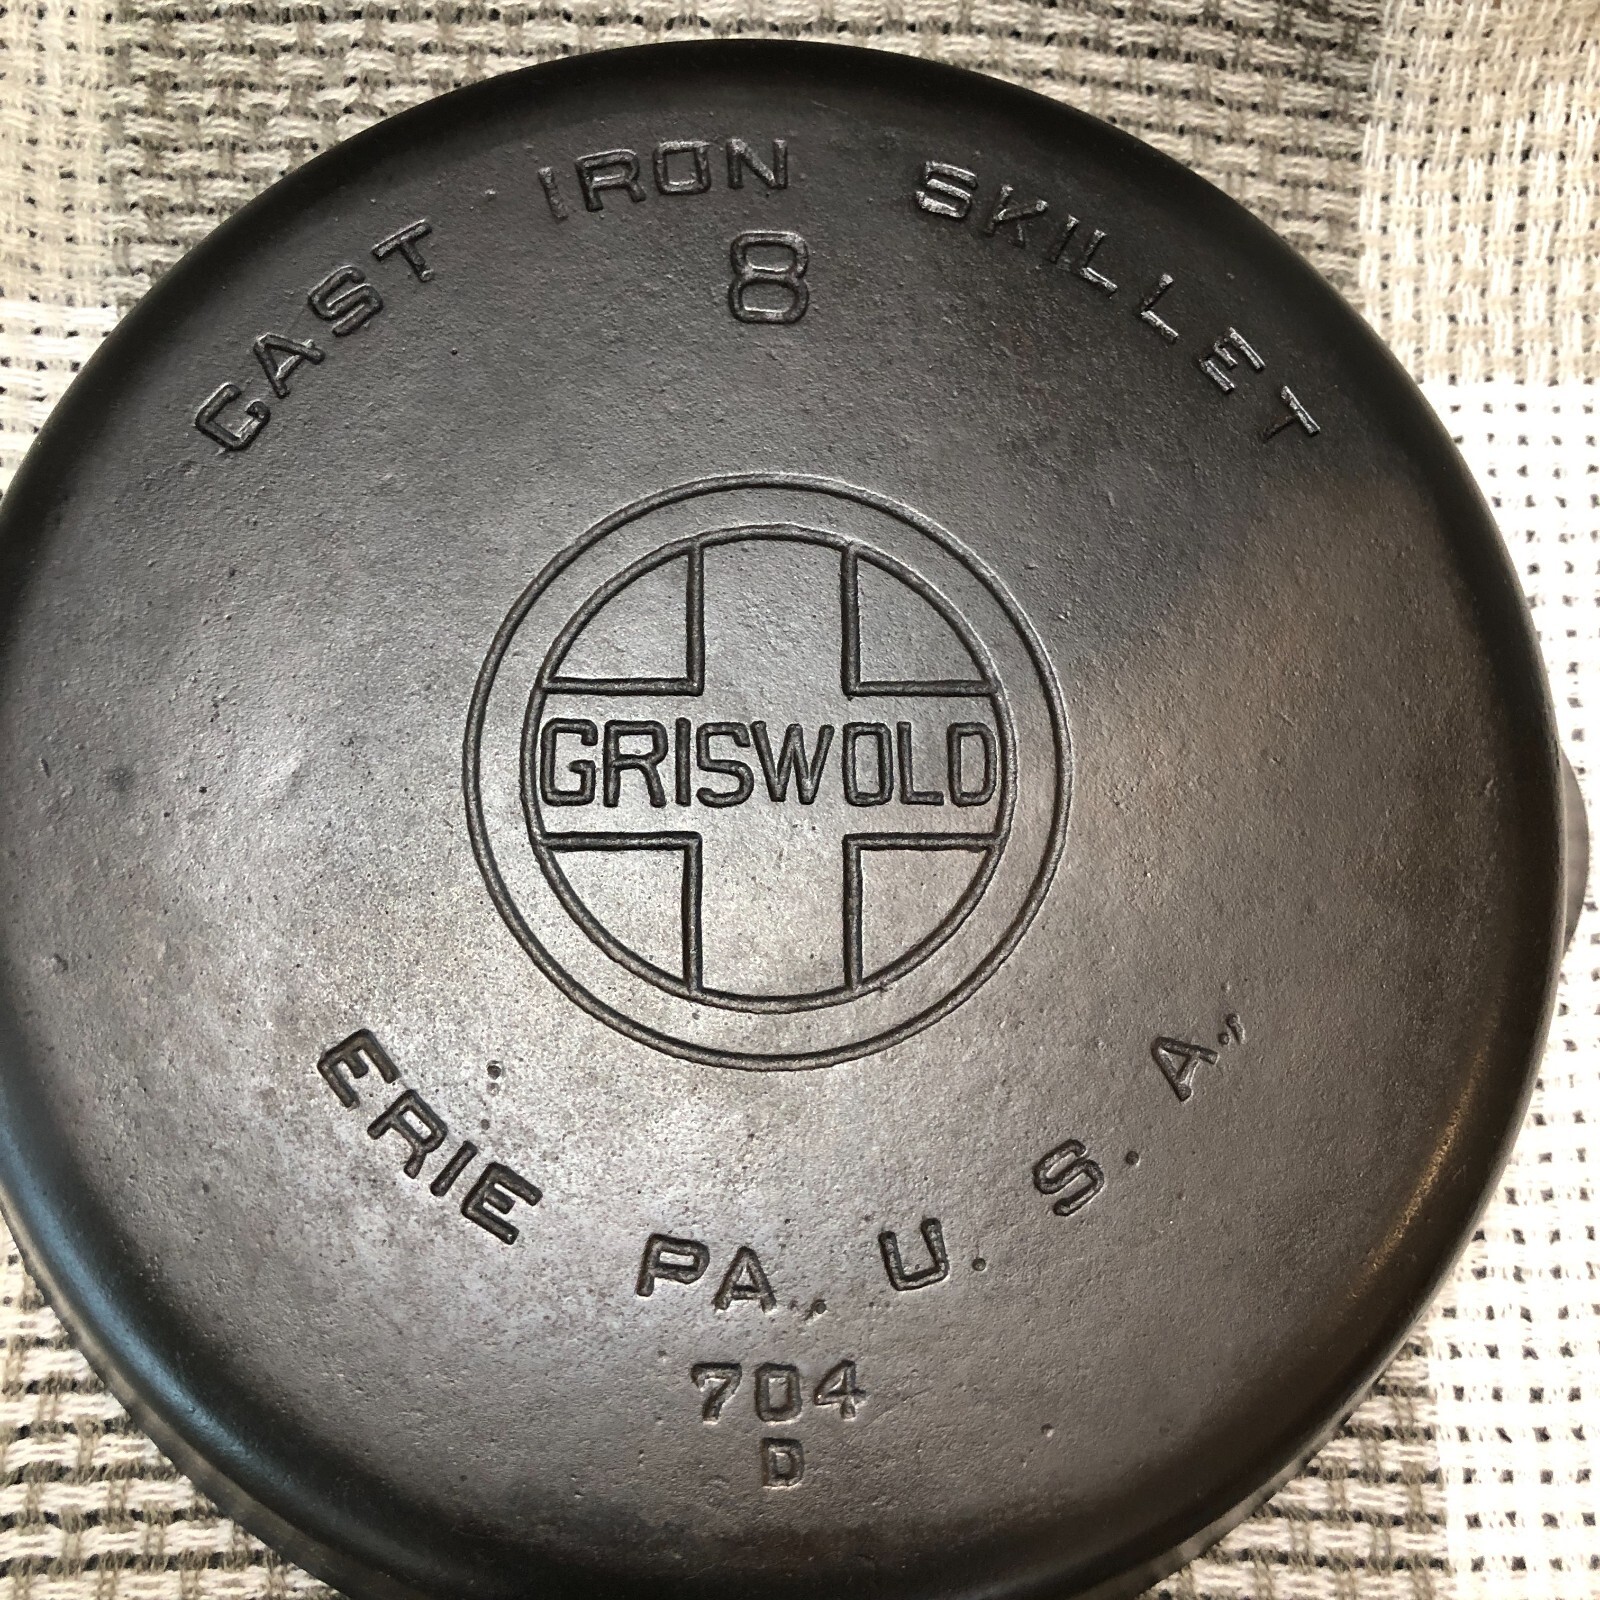 CAST IRON SKILLET
8
GRISWOLD
ERIE PA., U. S. A.,
704
D